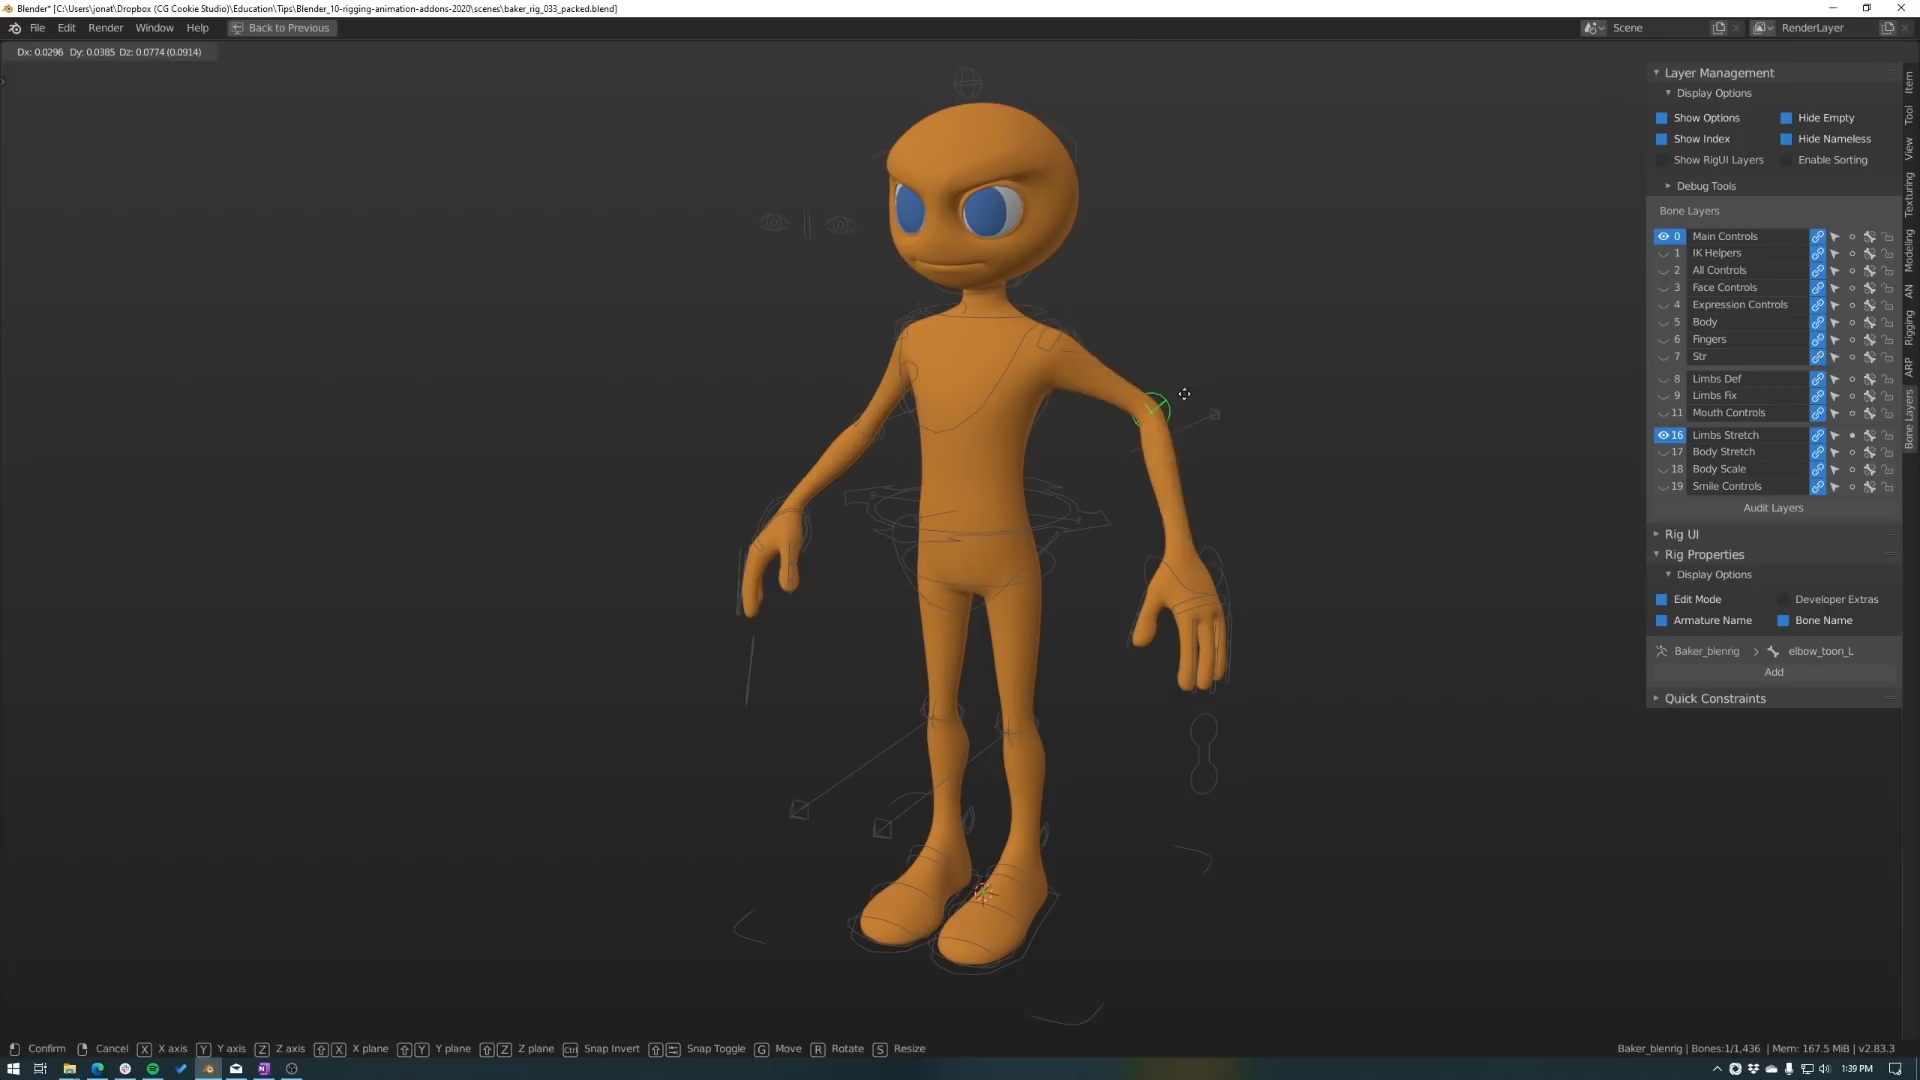 Blender* [C:\Users\jonat\Dropbox (CG Cookie Studio)\Education\Tips\Blender_10-rigging-animation-addons-2020\scenes\baker_rig_033_packed.blend]
File Edit Render Window Help Back to Previous Scene RenderLayer
Dx: 0.0296 Dy: 0.0385 Dz: 0.0774 (0.0914)
Layer Management
Display Options
Show Options Hide Empty
Show Index Hide Nameless
Show RigUI Layers Enable Sorting
Debug Tools
Bone Layers
0 Main Controls
1 IK Helpers
2 All Controls
3 Face Controls
4 Expression Controls
5 Body
6 Fingers
7 Str
8 Limbs Def
9 Limbs Fix
11 Mouth Controls
16 Limbs Stretch
17 Body Stretch
18 Body Scale
19 Smile Controls
Audit Layers
Rig UI
Rig Properties
Display Options
Edit Mode Developer Extras
Armature Name Bone Name
Baker_blenrig elbow_toon_L
Add
Quick Constraints
Item
Tool
View
Texturing
Modeling
AN
Rigging
ARP
Bone Layers
Confirm Cancel X X axis Y Y axis Z Z axis X X plane Y Y plane Z Z plane Ctrl Snap Invert Snap Toggle G Move R Rotate S Resize
Baker_blenrig | Bones:1/1,436 | Mem: 167.5 MiB | v2.83.3
1:39 PM